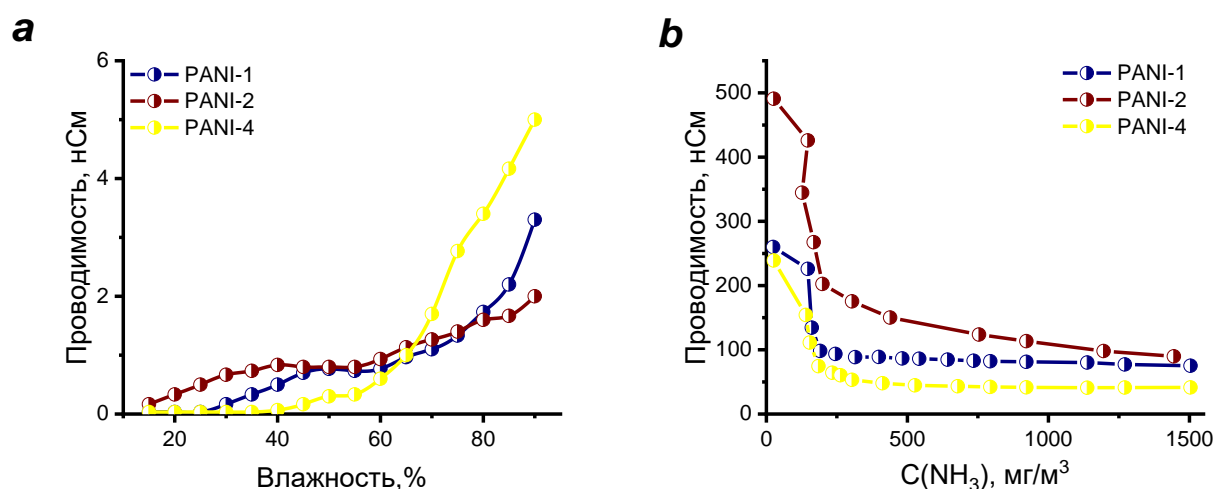 a
6
4
2
0
Проводимость, нСм
PANI-1
PANI-2
PANI-4
20 40 60 80
Влажность,%
b
500
400
300
200
100
0
Проводимость, нСм
PANI-1
PANI-2
PANI-4
0 500 1000 1500
C(NH₃), мг/м³